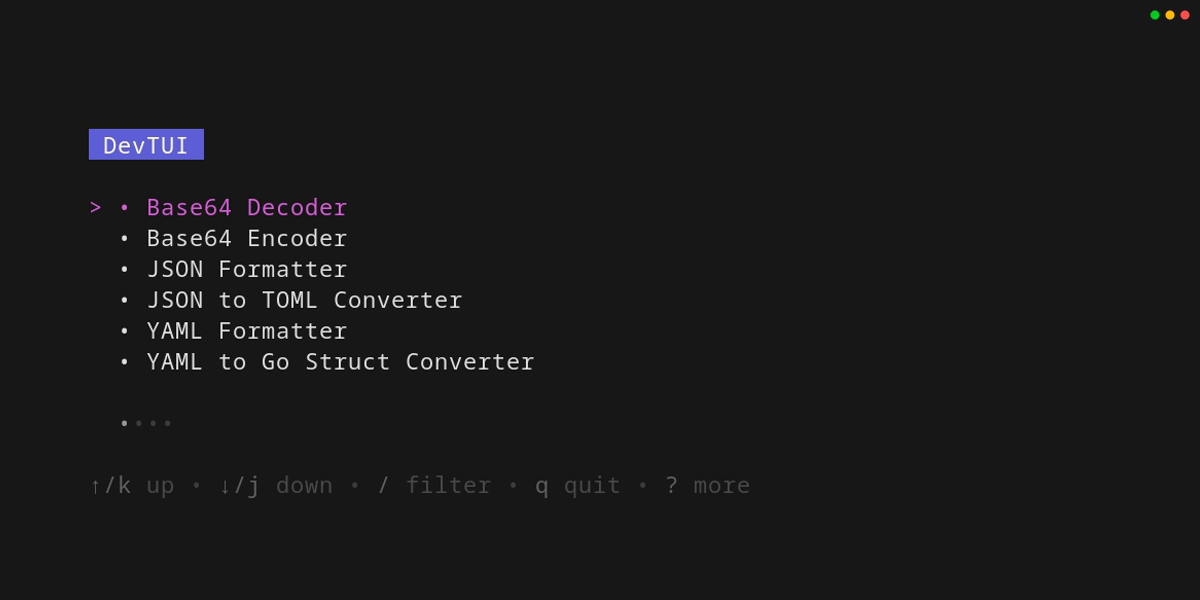 DevTUI
> • Base64 Decoder
• Base64 Encoder
• JSON Formatter
• JSON to TOML Converter
• YAML Formatter
• YAML to Go Struct Converter
••••
↑/k up • ↓/j down • / filter • q quit • ? more